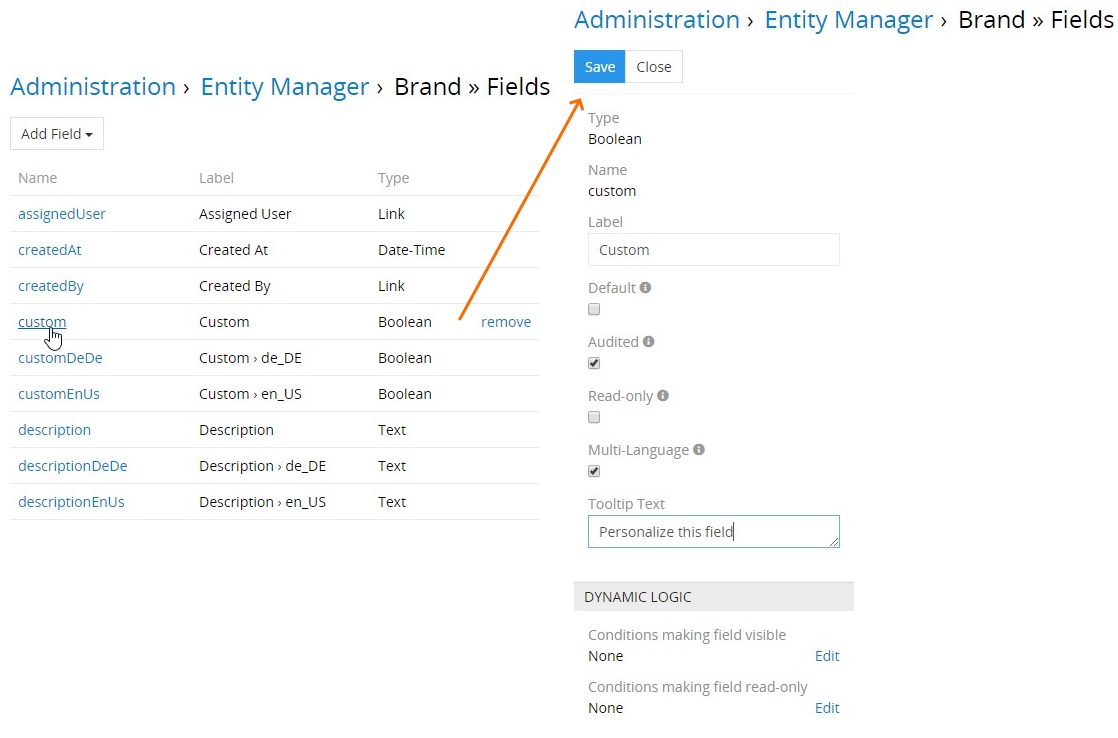 Administration › Entity Manager › Brand » Fields
Add Field
Name Label Type
assignedUser Assigned User Link
createdAt Created At Date-Time
createdBy Created By Link
custom Custom Boolean remove
customDeDe Custom › de_DE Boolean
customEnUs Custom › en_US Boolean
description Description Text
descriptionDeDe Description › de_DE Text
descriptionEnUs Description › en_US Text
Administration › Entity Manager › Brand » Fields
Save Close
Type
Boolean
Name
custom
Label
Custom
Default
Audited
Read-only
Multi-Language
Tooltip Text
Personalize this field
DYNAMIC LOGIC
Conditions making field visible
None Edit
Conditions making field read-only
None Edit